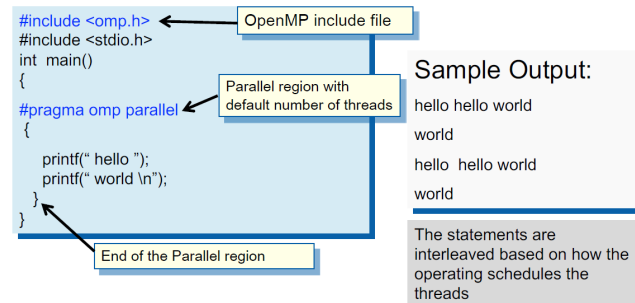 #include <omp.h>
OpenMP include file
#include <stdio.h>
int main()
{
Parallel region with
default number of threads
#pragma omp parallel
{
printf(“ hello ”);
printf(“ world \n”);
}
}
End of the Parallel region
Sample Output:
hello hello world
world
hello hello world
world
The statements are
interleaved based on how the
operating schedules the
threads